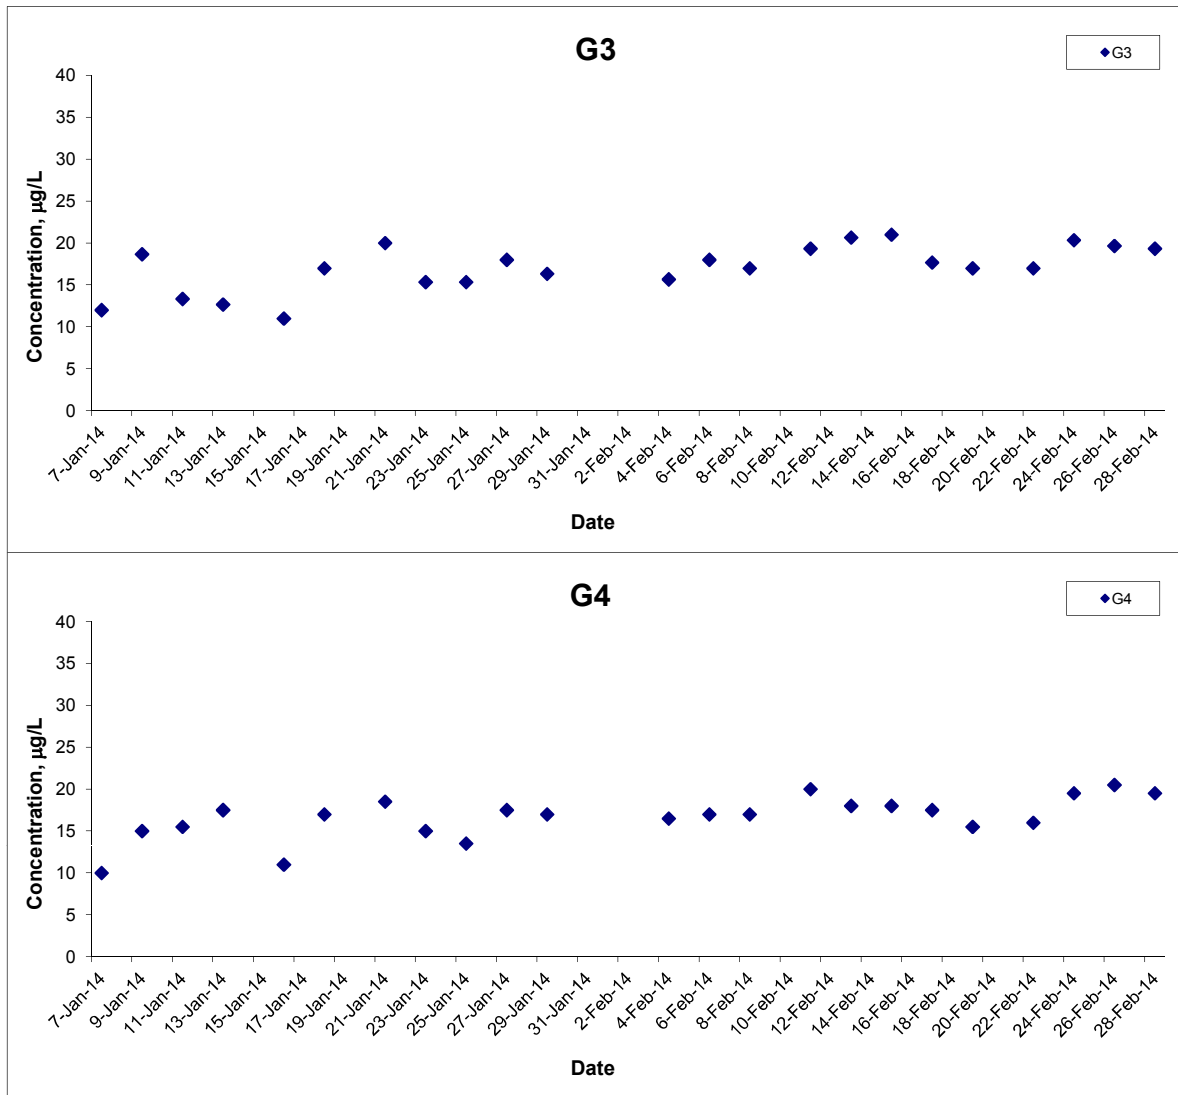 G3
G3
40
35
30
25
20
15
10
5
0
Concentration, µg/L
7-Jan-14
9-Jan-14
11-Jan-14
13-Jan-14
15-Jan-14
17-Jan-14
19-Jan-14
21-Jan-14
23-Jan-14
25-Jan-14
27-Jan-14
29-Jan-14
31-Jan-14
2-Feb-14
4-Feb-14
6-Feb-14
8-Feb-14
10-Feb-14
12-Feb-14
14-Feb-14
16-Feb-14
18-Feb-14
20-Feb-14
22-Feb-14
24-Feb-14
26-Feb-14
28-Feb-14
Date
G4
G4
40
35
30
25
20
15
10
5
0
Concentration, µg/L
7-Jan-14
9-Jan-14
11-Jan-14
13-Jan-14
15-Jan-14
17-Jan-14
19-Jan-14
21-Jan-14
23-Jan-14
25-Jan-14
27-Jan-14
29-Jan-14
31-Jan-14
2-Feb-14
4-Feb-14
6-Feb-14
8-Feb-14
10-Feb-14
12-Feb-14
14-Feb-14
16-Feb-14
18-Feb-14
20-Feb-14
22-Feb-14
24-Feb-14
26-Feb-14
28-Feb-14
Date